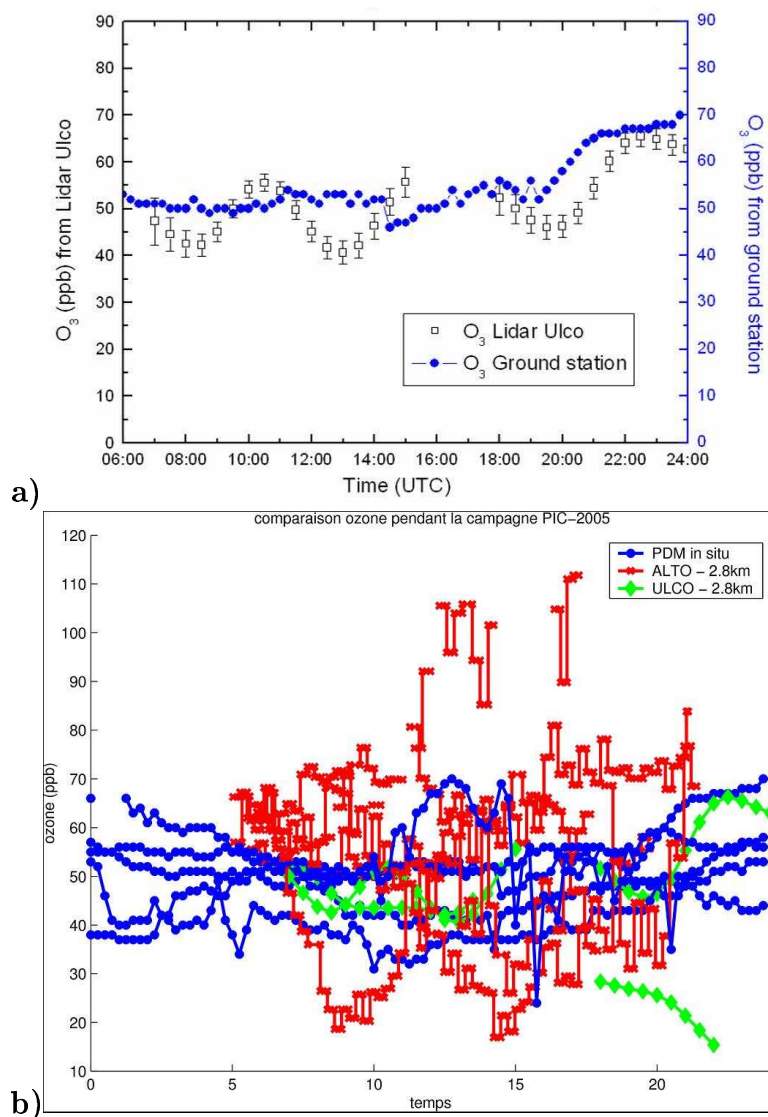 90
80
70
60
50
40
30
20
10
0
O3 (ppb) from Lidar Ulco
90
80
70
60
50
40
30
20
10
0
O3 (ppb) from ground station
O3 Lidar Ulco
O3 Ground station
06:00 08:00 10:00 12:00 14:00 16:00 18:00 20:00 22:00 24:00
Time (UTC)
a)
comparaison ozone pendant la campagne PIC-2005
120
110
100
90
80
70
60
50
40
30
20
10
ozone (ppb)
PDM in situ
ALTO - 2.8km
ULCO - 2.8km
0 5 10 15 20
temps
b)